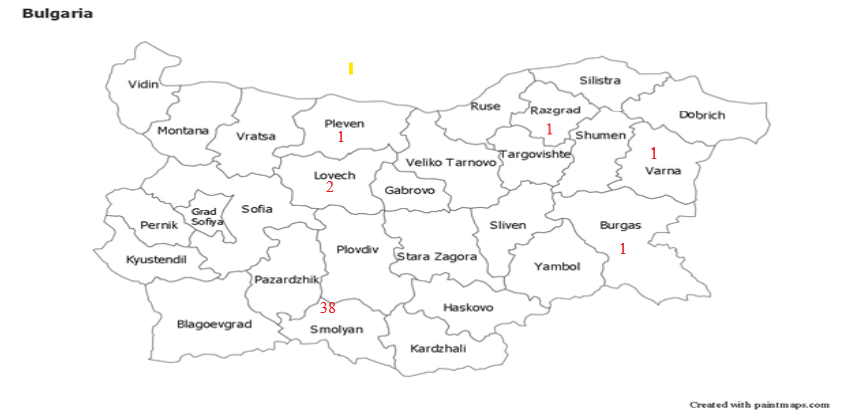 Bulgaria
Vidin
Silistra
Ruse
Razgrad
1
Dobrich
Pleven
1
Montana
Vratsa
Shumen
Targovishte
1
Varna
Veliko Tarnovo
Lovech
2
Gabrovo
Sofia
Grad
Sofiya
Pernik
Sliven
Burgas
1
Plovdiv
Stara Zagora
Kyustendil
Yambol
Pazardzhik
38
Smolyan
Haskovo
Blagoevgrad
Kardzhali
Created with paintmaps.com